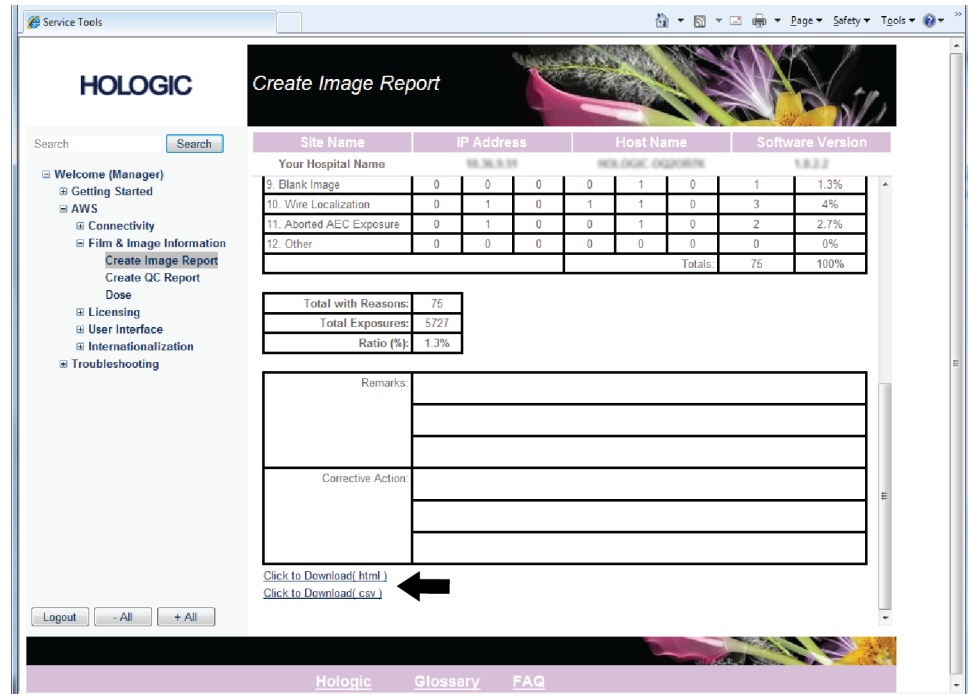 Service Tools
Page Safety Tools
HOLOGIC
Create Image Report
Search Search
Welcome (Manager)
Getting Started
AWS
Connectivity
Film & Image Information
Create Image Report
Create QC Report
Dose
Licensing
User Interface
Internationalization
Troubleshooting
Logout - All + All
Site Name IP Address Host Name Software Version
Your Hospital Name
9. Blank Image 0 0 0 0 1 0 1 1.3%
10. Wire Localization 0 1 0 1 1 0 3 4%
11. Aborted AEC Exposure 0 1 0 0 1 0 2 2.7%
12. Other 0 0 0 0 0 0 0 0%
Totals: 75 100%
Total with Reasons: 75
Total Exposures: 5727
Ratio (%): 1.3%
Remarks:
Corrective Action:
Click to Download( html )
Click to Download( csv )
Hologic Glossary FAQ